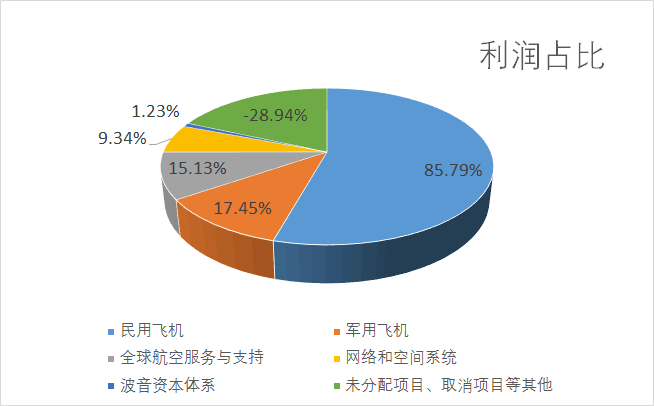 利润占比
1.23%
-28.94%
9.34%
15.13%
85.79%
17.45%
民用飞机
军用飞机
全球航空服务与支持
网络和空间系统
波音资本体系
未分配项目、取消项目等其他